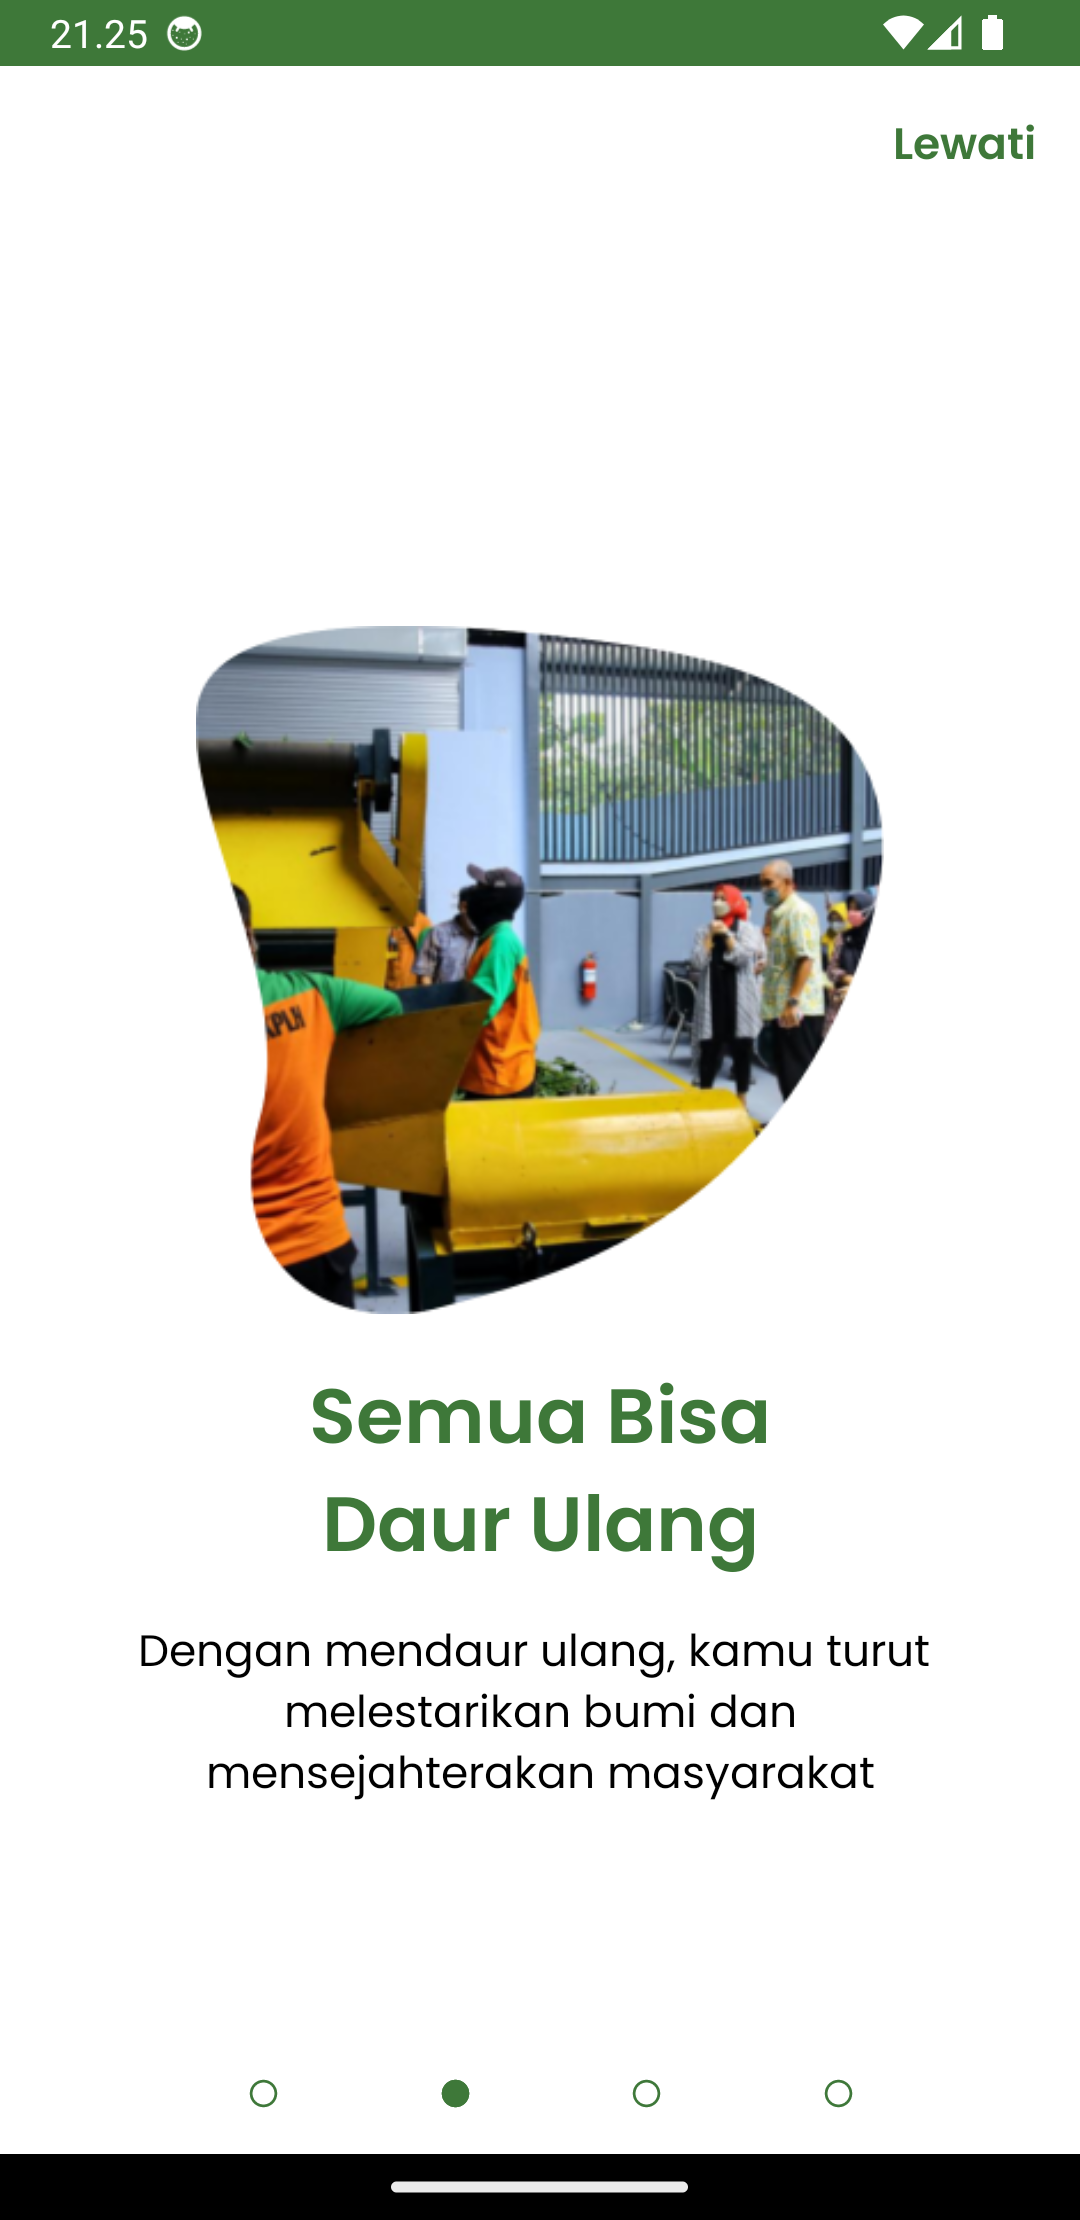 21.25
Lewati
KPLH
Semua Bisa
Daur Ulang
Dengan mendaur ulang, kamu turut
melestarikan bumi dan
mensejahterakan masyarakat